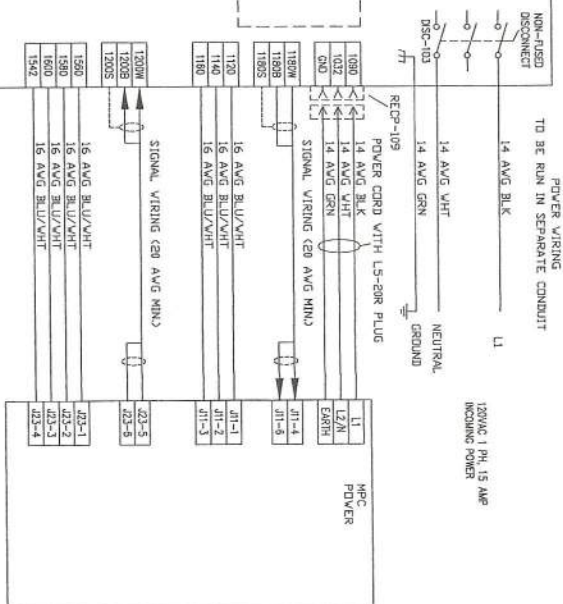 POWER WIRING
TO BE RUN IN SEPARATE CONDUIT
NON-FUSED
DISCONNECT
DISC-103
14 AWG BLK
L1
14 AWG WHT
NEUTRAL
14 AWG GRN
GROUND
120VAC 1 PH, 15 AMP
INCOMING POWER
RECP-109
POWER CORD WITH L5-20R PLUG
1090
14 AWG BLK
L1
1032
14 AWG WHT
L2/N
GND
14 AWG GRN
EARTH
MPC
POWER
SIGNAL WIRING (20 AWG MIN.)
1180W
J11-4
1180B
J11-6
1180S
1120
16 AWG BLU/WHT
J11-1
1140
16 AWG BLU/WHT
J11-2
1160
16 AWG BLU/WHT
J11-3
SIGNAL WIRING (20 AWG MIN.)
1200W
J23-5
1200B
J23-6
1200S
1560
16 AWG BLU/WHT
J23-1
1580
16 AWG BLU/WHT
J23-2
1600
16 AWG BLU/WHT
J23-3
1542
16 AWG BLU/WHT
J23-4